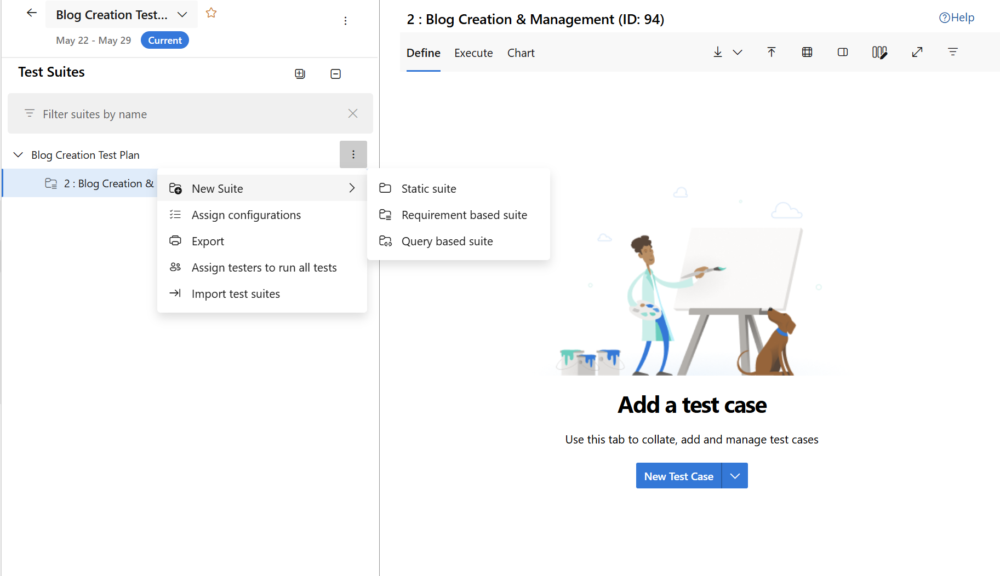 Blog Creation Test...
May 22 - May 29 Current
Test Suites
Filter suites by name
Blog Creation Test Plan
2 : Blog Creation &
New Suite
Assign configurations
Export
Assign testers to run all tests
Import test suites
Static suite
Requirement based suite
Query based suite
2 : Blog Creation & Management (ID: 94)
Help
Define Execute Chart
Add a test case
Use this tab to collate, add and manage test cases
New Test Case